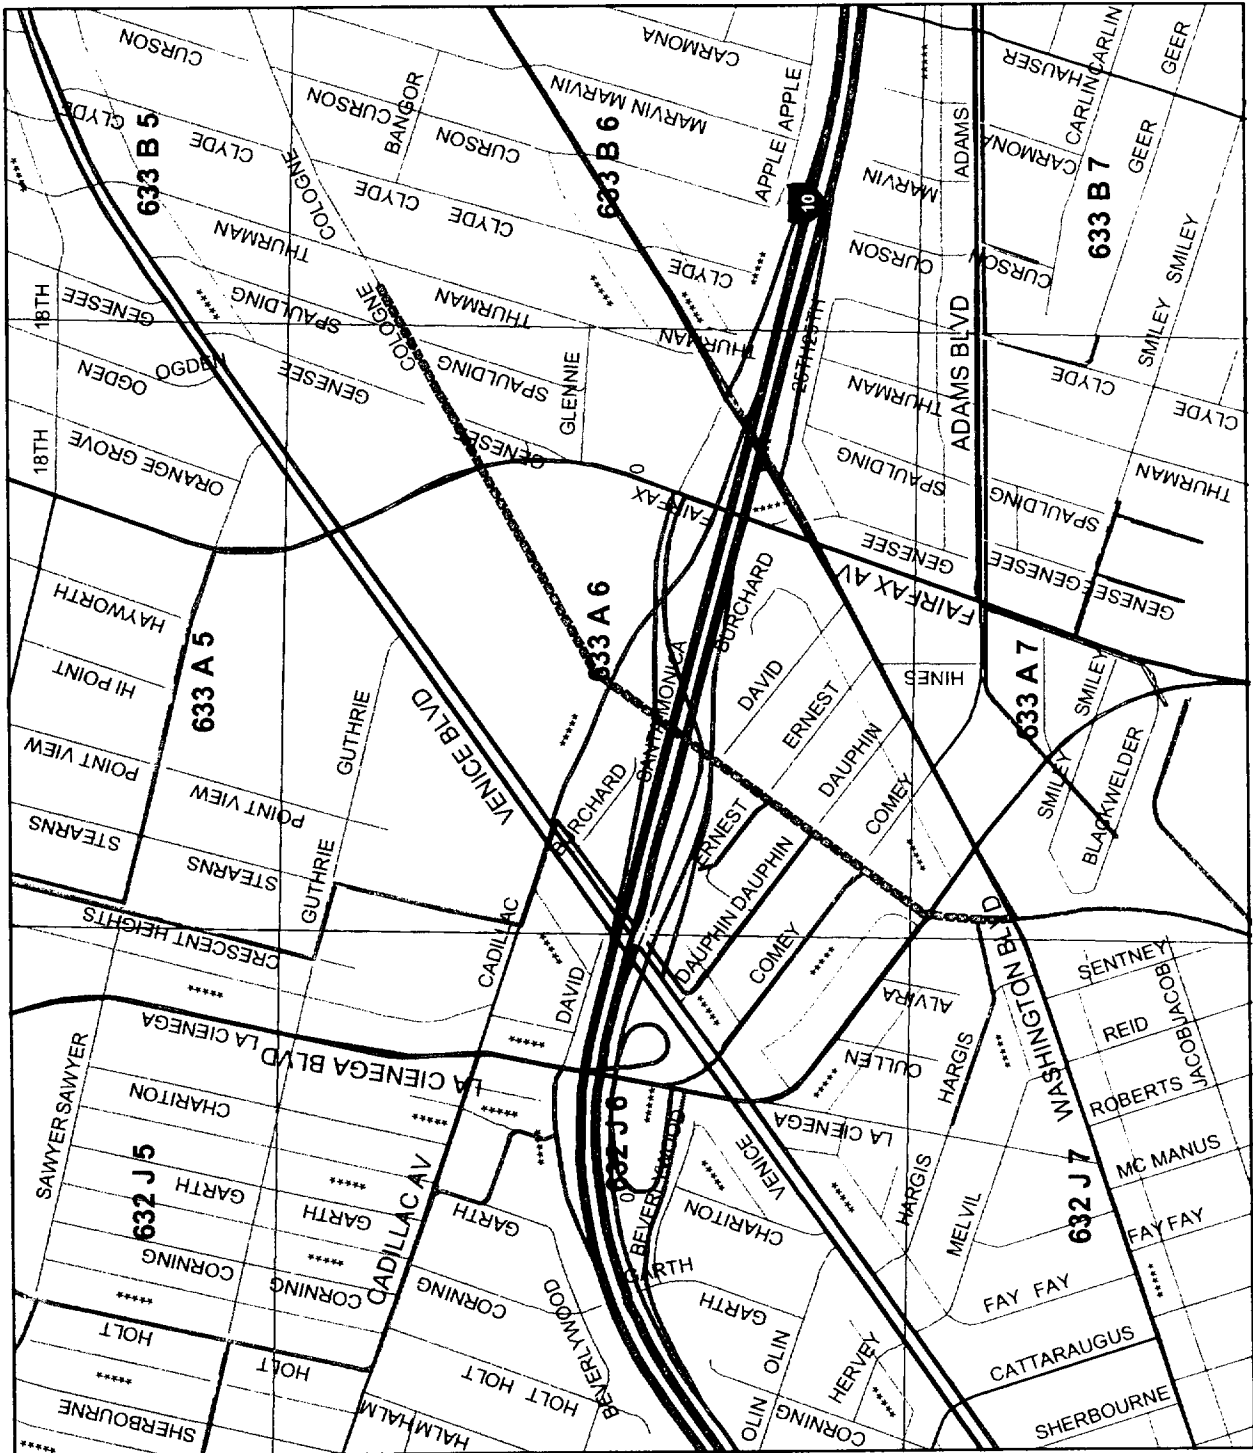 CURSON
CARMONA
HAUSER
CARLIN
CARLIN
GEER
GEER
CLYDE
CLYDE
633 B 5
BANGOR
CURSON
CURSON
MARVIN
MARVIN
633 B 6
APPLE
APPLE
ADAMS
CARMONA
633 B 7
COLOGNE
COLOGNE
CLYDE
CLYDE
MARVIN
10
THURMAN
CLYDE
CURSON
CURSON
SMILEY
SMILEY
18TH
GENESEE
SPAULDING
COLOGNE
THURMAN
THURMAN
25TH
ADAMS BLVD
CLYDE
CLYDE
OGDEN
OGDEN
GENESEE
SPAULDING
GLENNIE
THURMAN
THURMAN
18TH
ORANGE GROVE
GENESEE
FAIRFAX
FAIRFAX
0
SPAULDING
SPAULDING
GENESEE
GENESEE
GENESEE
GENESEE
FAIRFAX AV
HAYWORTH
HI POINT
633 A 5
633 A 6
BURCHARD
SANTA MONICA
DAVID
ERNEST
HINES
633 A 7
SMILEY
SMILEY
BLACKWELDER
POINT VIEW
POINT VIEW
GUTHRIE
GUTHRIE
VENICE BLVD
BURCHARD
ERNEST
DAUPHIN
DAUPHIN
DAUPHIN
COMEY
COMEY
STEARNS
STEARNS
CRESCENT HEIGHTS
CADILLAC
DAVID
ALVIRA
WASHINGTON BLVD
SENTNEY
LA CIENEGA
LA CIENEGA BLVD
CULLEN
HARGIS
REID
JACOB
JACOB
SAWYER
SAWYER
CHARITON
632 J 5
GARTH
GARTH
GARTH
632 J 6
0
BEVERLYWOOD
CHARITON
VENICE
LA CIENEGA
HARGIS
ROBERTS
MC MANUS
632 J 7
MELVIL
FAY
FAY
FAY
FAY
CORNING
CORNING
CADILLAC AV
CORNING
BEVERLYWOOD
GARTH
GARTH
OLIN
OLIN
HERVEY
CATTARAUGUS
HOLT
HOLT
HOLT
HOLT
SHERBOURNE
HALM
HALM
CORNING
SHERBOURNE